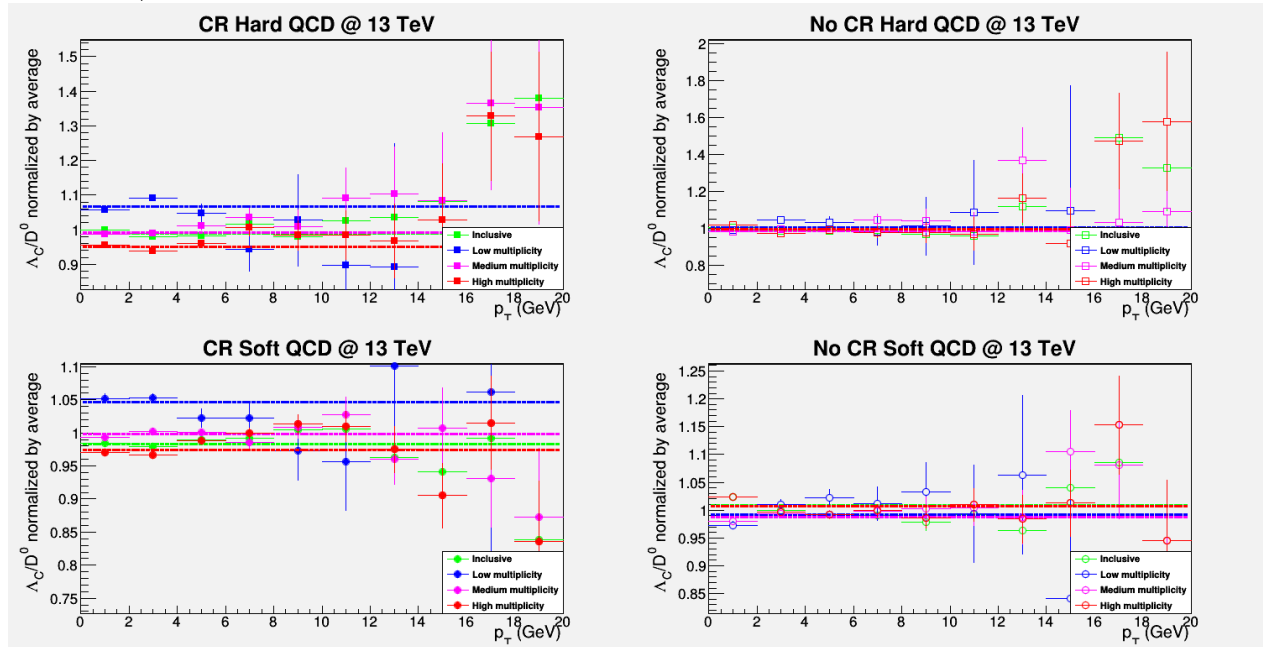 CR Hard QCD @ 13 TeV
Λ_C/D⁰ normalized by average
1.5
1.4
1.3
1.2
1.1
1
0.9
0 2 4 6 8 10 12 14 16 18 20
p_T (GeV)
Inclusive
Low multiplicity
Medium multiplicity
High multiplicity
No CR Hard QCD @ 13 TeV
Λ_C/D⁰ normalized by average
2
1.8
1.6
1.4
1.2
1
0.8
0 2 4 6 8 10 12 14 16 18 20
p_T (GeV)
Inclusive
Low multiplicity
Medium multiplicity
High multiplicity
CR Soft QCD @ 13 TeV
Λ_C/D⁰ normalized by average
1.1
1.05
1
0.95
0.9
0.85
0.8
0.75
0 2 4 6 8 10 12 14 16 18 20
p_T (GeV)
Inclusive
Low multiplicity
Medium multiplicity
High multiplicity
No CR Soft QCD @ 13 TeV
Λ_C/D⁰ normalized by average
1.25
1.2
1.15
1.1
1.05
1
0.95
0.9
0.85
0 2 4 6 8 10 12 14 16 18 20
p_T (GeV)
Inclusive
Low multiplicity
Medium multiplicity
High multiplicity